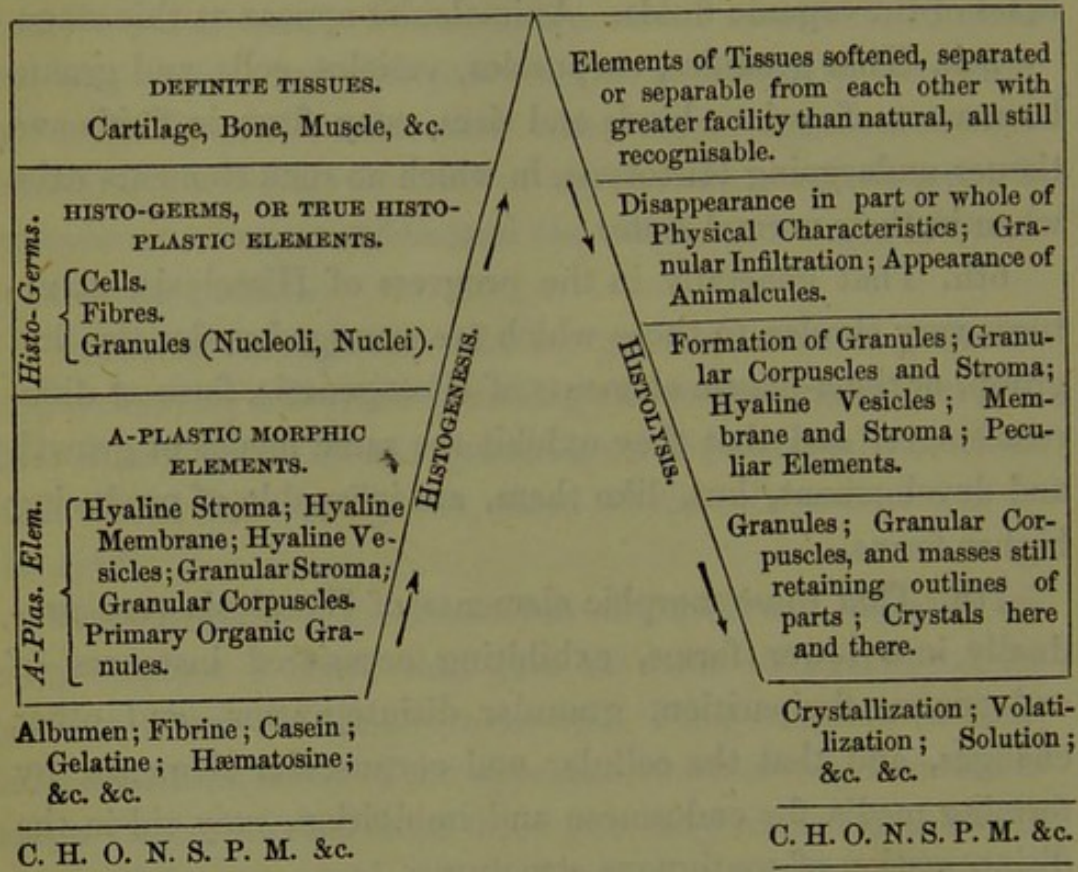 DEFINITE TISSUES.
Cartilage, Bone, Muscle, &c.
Histo-Germs.
HISTO-GERMS, OR TRUE HISTO-
PLASTIC ELEMENTS.
Cells.
Fibres.
Granules (Nucleoli, Nuclei).
A-Plas. Elem.
A-PLASTIC MORPHIC
ELEMENTS.
Hyaline Stroma; Hyaline
Membrane; Hyaline Ve-
sicles; Granular Stroma;
Granular Corpuscles.
Primary Organic Gra-
nules.
Albumen; Fibrine; Casein;
Gelatine; Hæmatosine;
&c. &c.
C. H. O. N. S. P. M. &c.
HISTOGENESIS.
HISTOLYSIS.
Elements of Tissues softened, separated
or separable from each other with
greater facility than natural, all still
recognisable.
Disappearance in part or whole of
Physical Characteristics; Gra-
nular Infiltration; Appearance of
Animalcules.
Formation of Granules; Granu-
lar Corpuscles and Stroma;
Hyaline Vesicles; Mem-
brane and Stroma; Pecu-
liar Elements.
Granules; Granular Cor-
puscles, and masses still
retaining outlines of
parts; Crystals here
and there.
Crystallization; Volati-
lization; Solution;
&c. &c.
C. H. O. N. S. P. M. &c.